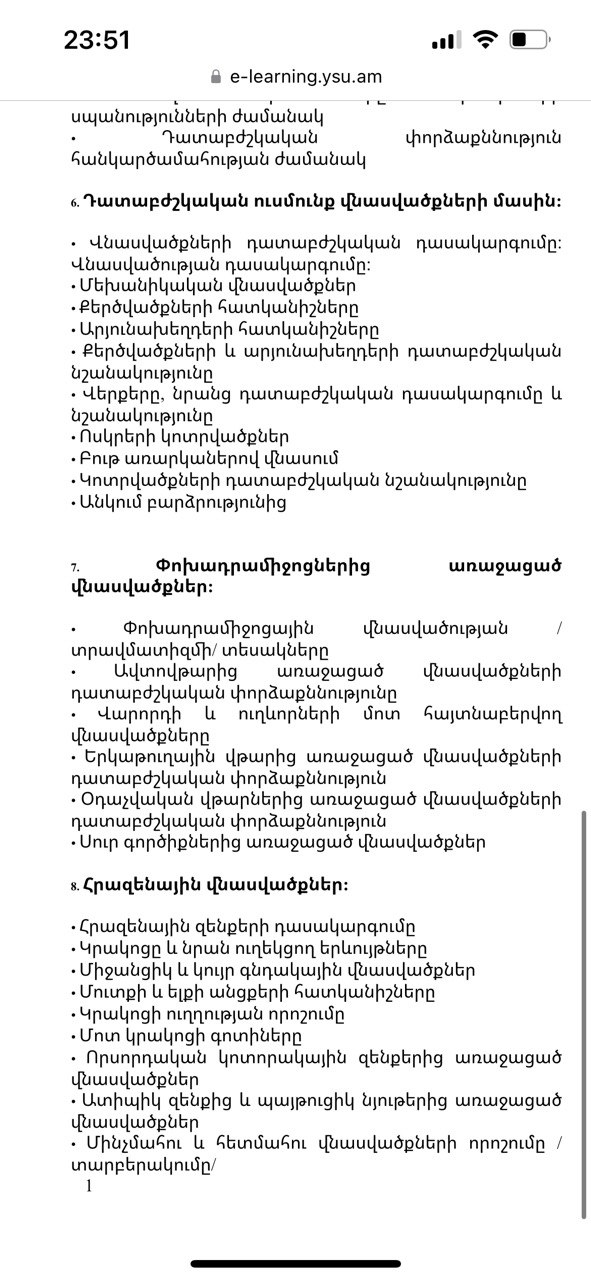 23:51
e-learning.ysu.am
սպանությունների ժամանակ
• Դատաբժշկական փորձաքննություն
հանկարծամահության ժամանակ
6. Դատաբժշկական ուսմունք վնասվածքների մասին:
• Վնասվածքների դատաբժշկական դասակարգումը:
Վնասվածության դասակարգումը:
• Մեխանիկական վնասվածքներ
• Քերծվածքների հատկանիշները
• Արյունախեղդերի հատկանիշները
• Քերծվածքների և արյունախեղդերի դատաբժշկական
նշանակությունը
• Վերքերը, նրանց դատաբժշկական դասակարգումը և
նշանակությունը
• Ոսկրերի կոտրվածքներ
• Բութ առարկաներով վնասում
• Կոտրվածքների դատաբժշկական նշանակությունը
• Անկում բարձրությունից
7. Փոխադրամիջոցներից առաջացած
վնասվածքներ:
• Փոխադրամիջոցային վնասվածության /
տրավմատիզմի/ տեսակները
• Ավտովթարից առաջացած վնասվածքների
դատաբժշկական փորձաքննությունը
• Վարորդի և ուղևորների մոտ հայտնաբերվող
վնասվածքները
• Երկաթուղային վթարից առաջացած վնասվածքների
դատաբժշկական փորձաքննություն
• Օդաչվական վթարներից առաջացած վնասվածքների
դատաբժշկական փորձաքննություն
• Սուր գործիքներից առաջացած վնասվածքներ
8. Հրազենային վնասվածքներ:
• Հրազենային զենքերի դասակարգումը
• Կրակոցը և նրան ուղեկցող երևույթները
• Միջանցիկ և կույր գնդակային վնասվածքներ
• Մուտքի և ելքի անցքերի հատկանիշները
• Կրակոցի ուղղության որոշումը
• Մոտ կրակոցի գոտիները
• Որսորդական կոտորակային զենքերից առաջացած
վնասվածքներ
• Ատիպիկ զենքից և պայթուցիկ նյութերից առաջացած
վնասվածքներ
• Մինչմահու և հետմահու վնասվածքների որոշումը /
տարբերակումը/
1